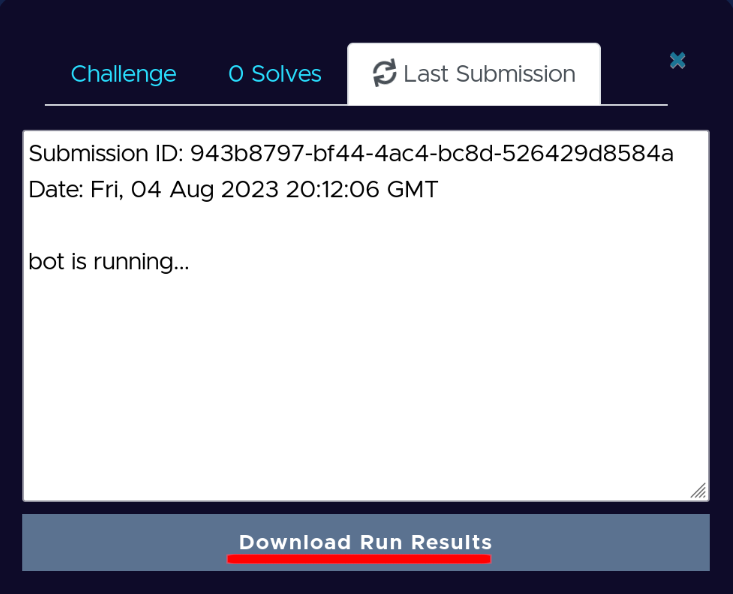 Challenge 0 Solves Last Submission
Submission ID: 943b8797-bf44-4ac4-bc8d-526429d8584a
Date: Fri, 04 Aug 2023 20:12:06 GMT
bot is running...
Download Run Results